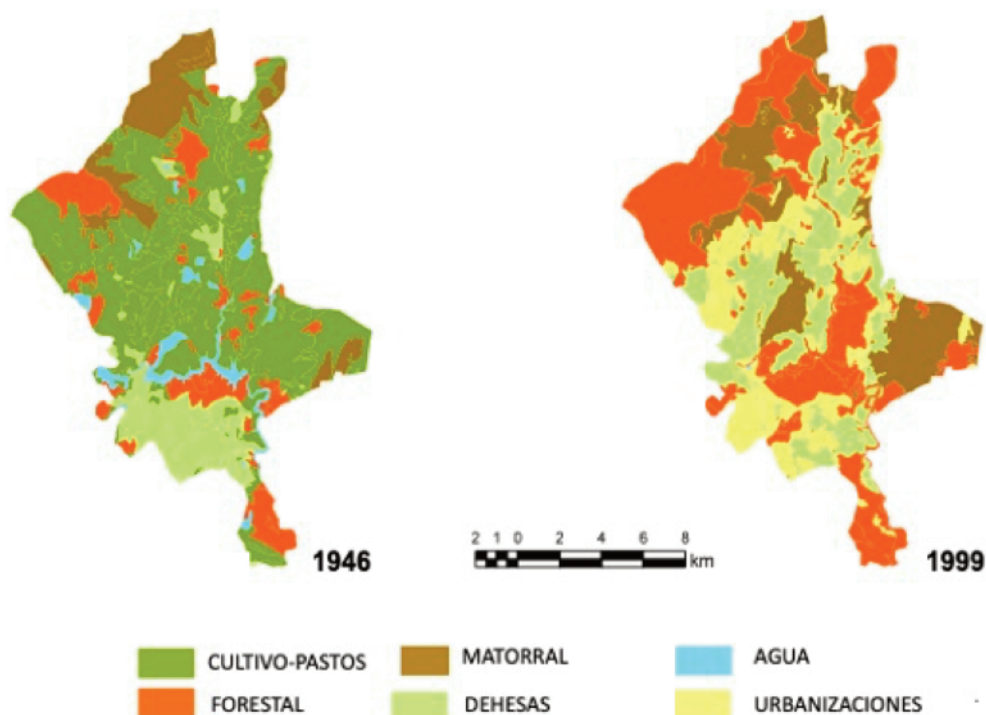 2 1 0 2 4 6 8
km
1946
1999
CULTIVO-PASTOS MATORRAL AGUA
FORESTAL DEHESAS URBANIZACIONES